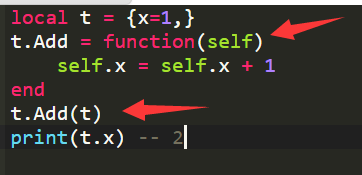 local t = {x=1,}
t.Add = function(self)
    self.x = self.x + 1
end
t.Add(t)
print(t.x) -- 2